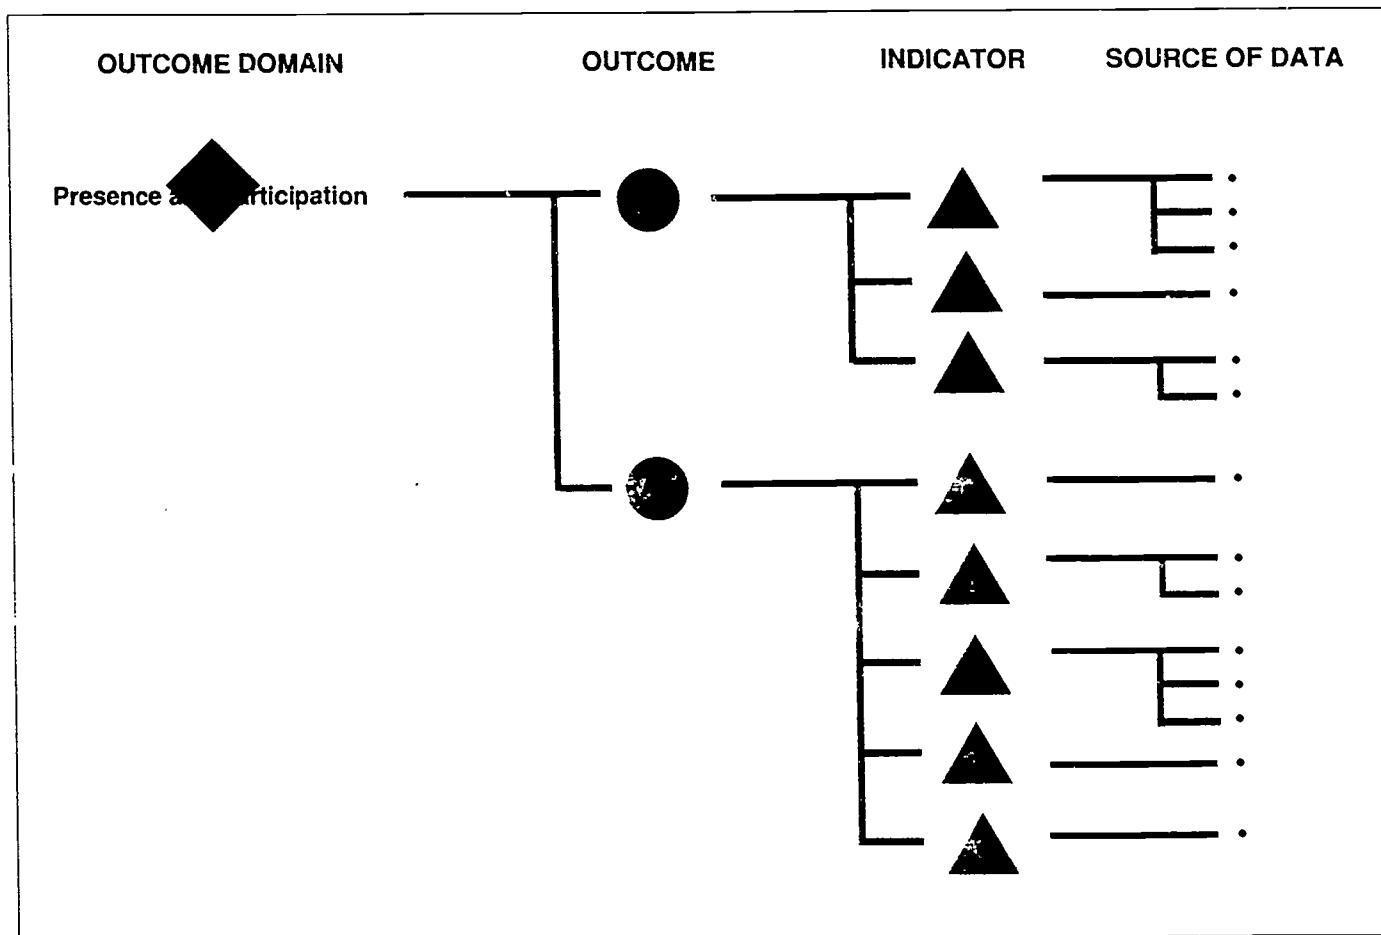 OUTCOME DOMAIN OUTCOME INDICATOR SOURCE OF DATA
Presence a articipation